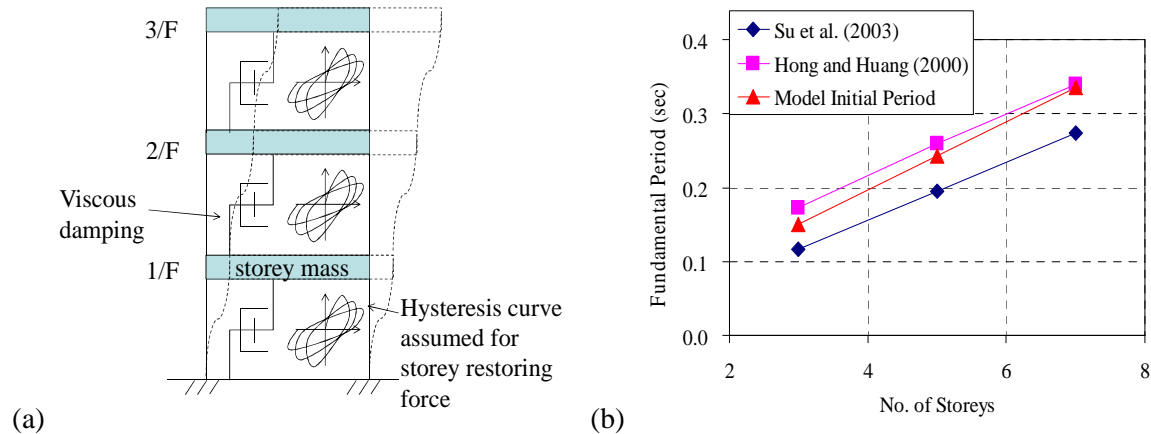 3/F
2/F
Viscous
damping
1/F
storey mass
Hysteresis curve
assumed for
storey restoring
force
(a)
Su et al. (2003)
Hong and Huang (2000)
Model Initial Period
Fundamental Period (sec)
0.4
0.3
0.2
0.1
0.0
2
4
6
8
No. of Storeys
(b)